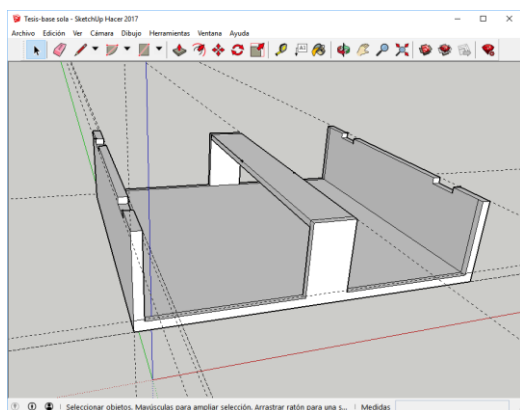 Tesis-base sola - SketchUp Hacer 2017
Archivo Edición Ver Cámara Dibujo Herramientas Ventana Ayuda
A1
Seleccionar objetos. Mayúsculas para ampliar selección. Arrastrar ratón para una s... Medidas